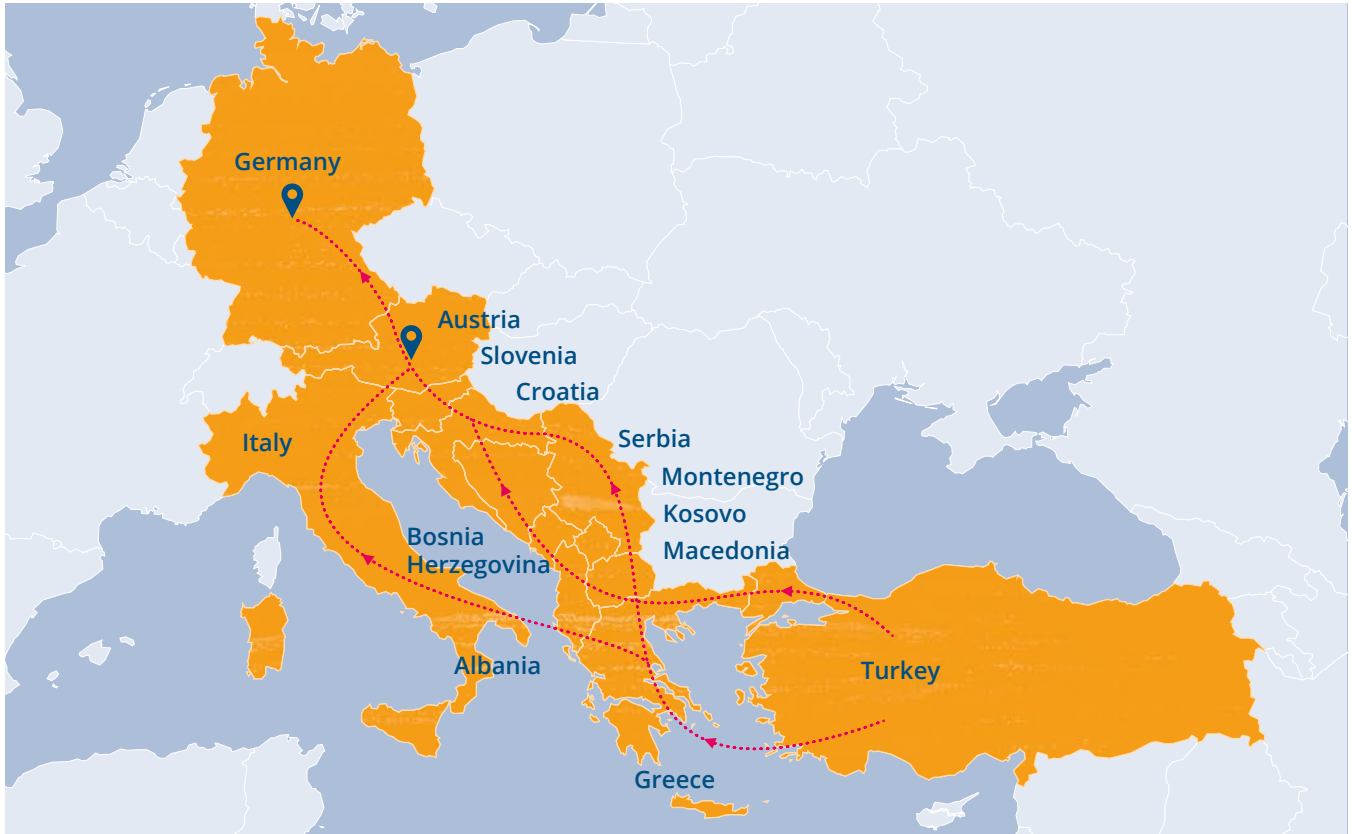 Germany
Austria
Slovenia
Croatia
Italy
Serbia
Montenegro
Kosovo
Bosnia
Herzegovina
Macedonia
Albania
Turkey
Greece